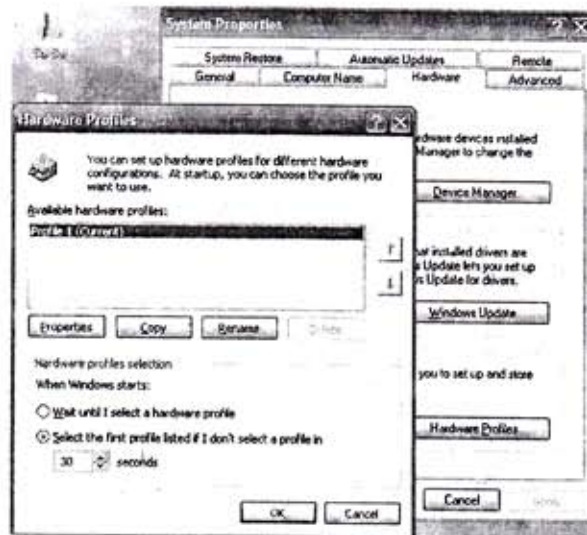 System Properties
System Restore
Automatic Updates
Remote
General
Computer Name
Hardware
Advanced
Hardware Profiles
You can set up hardware profiles for different hardware
configurations. At startup, you can choose the profile you
want to use.
Available hardware profiles:
Profile 1 (Current)
Properties
Copy
Rename
Delete
Hardware profiles selection
When Windows starts:
Wait until I select a hardware profile
Select the first profile listed if I don't select a profile in
30 seconds
OK
Cancel
ardware devices installed
Manager to change the
Device Manager
at installed drivers are
s Update lets you set up
s Update for drivers.
Windows Update
you to set up and store
Hardware Profiles
Cancel